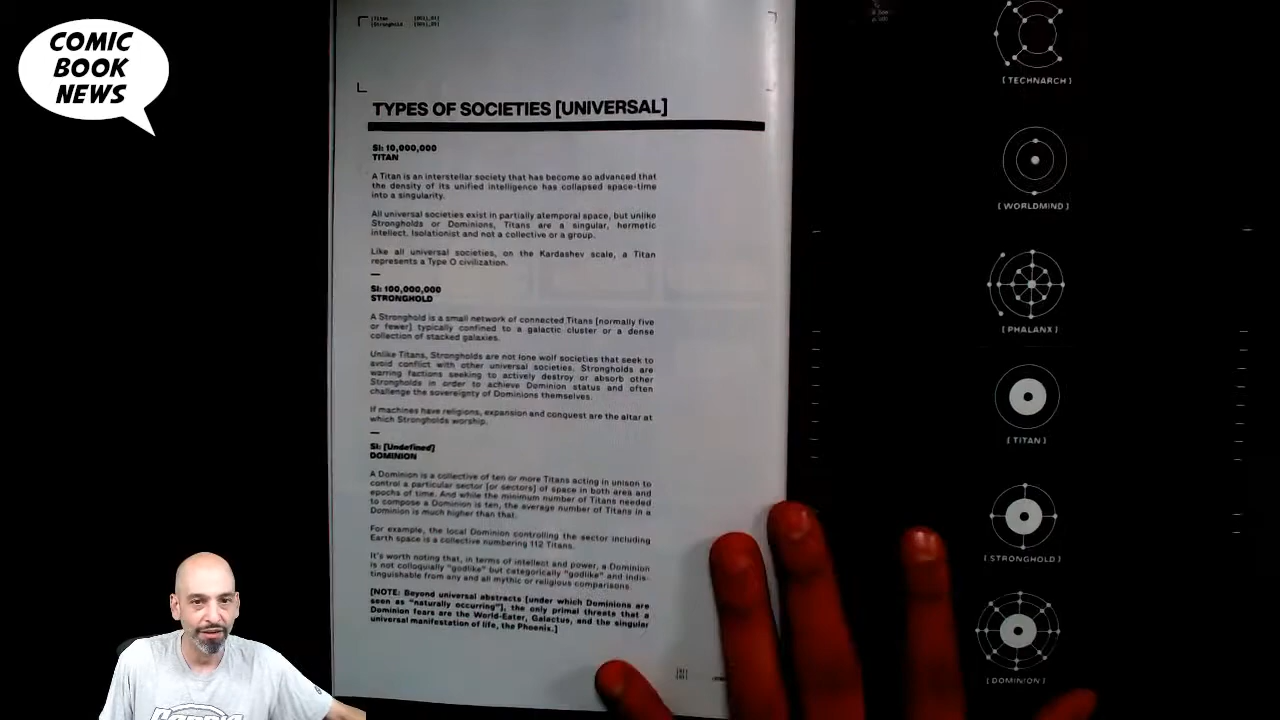 COMIC
BOOK
NEWS
TYPES OF SOCIETIES [UNIVERSAL]
SI: 10,000,000
TITAN
A Titan is an interstellar society that has become so advanced that
the density of its unified intelligence has collapsed space-time
into a singularity.
All universal societies exist in partially atemporal space, but unlike
Strongholds or Dominions, Titans are a singular, hermetic
intellect. Isolationist and not a collective or a group.
Like all universal societies, on the Kardashev scale, a Titan
represents a Type O civilization.
—
SI: 100,000,000
STRONGHOLD
A Stronghold is a small network of connected Titans [normally five
or fewer] typically confined to a galactic cluster or a dense
collection of stacked galaxies.
Unlike Titans, Strongholds are not lone wolf societies that seek to
avoid conflict with other universal societies. Strongholds are
warring factions seeking to actively destroy or absorb other
Strongholds in order to achieve Dominion status and often
challenge the sovereignty of Dominions themselves.
If machines have religions, expansion and conquest are the altar at
which Strongholds worship.
—
SI: [Undefined]
DOMINION
A Dominion is a collective of ten or more Titans acting in unison to
control a particular sector [or sectors] of space in both area and
epochs of time. And while the minimum number of Titans needed
to compose a Dominion is ten, the average number of Titans in a
Dominion is much higher than that.
For example, the local Dominion controlling the sector including
Earth space is a collective numbering 112 Titans.
It's worth noting that, in terms of intellect and power, a Dominion
is not colloquially "godlike" but categorically "godlike" and indis-
tinguishable from any and all mythic or religious comparisons.
[NOTE: Beyond universal abstracts [under which Dominions are
seen as "naturally occurring"], the only primal threats that a
Dominion fears are the World-Eater, Galactus, and the singular
universal manifestation of life, the Phoenix.]
[TECHNARCH]
[WORLDMIND]
[PHALANX]
[TITAN]
[STRONGHOLD]
[DOMINION]